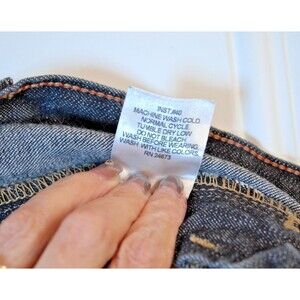 INST.#6
MACHINE WASH COLD
NORMAL CYCLE
TUMBLE DRY LOW
DO NOT BLEACH
WASH BEFORE WEARING
WASH WITH LIKE COLORS
RN 24673